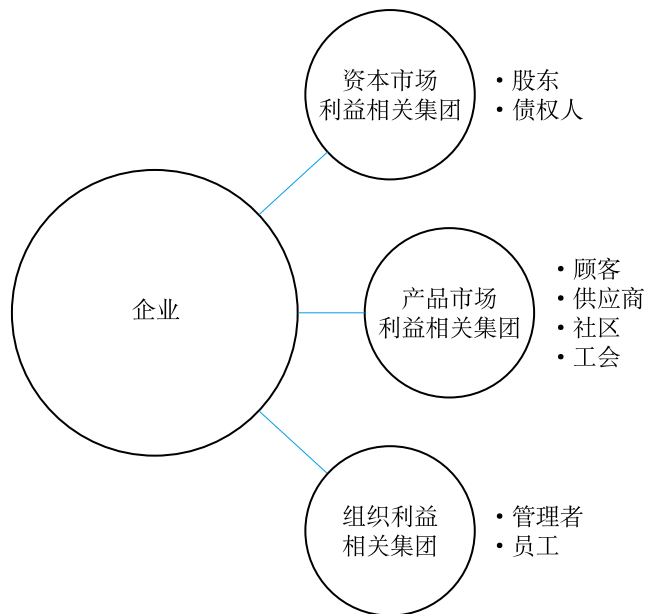 资本市场
利益相关集团
• 股东
• 债权人
企业
产品市场
利益相关集团
• 顾客
• 供应商
• 社区
• 工会
组织利益
相关集团
• 管理者
• 员工